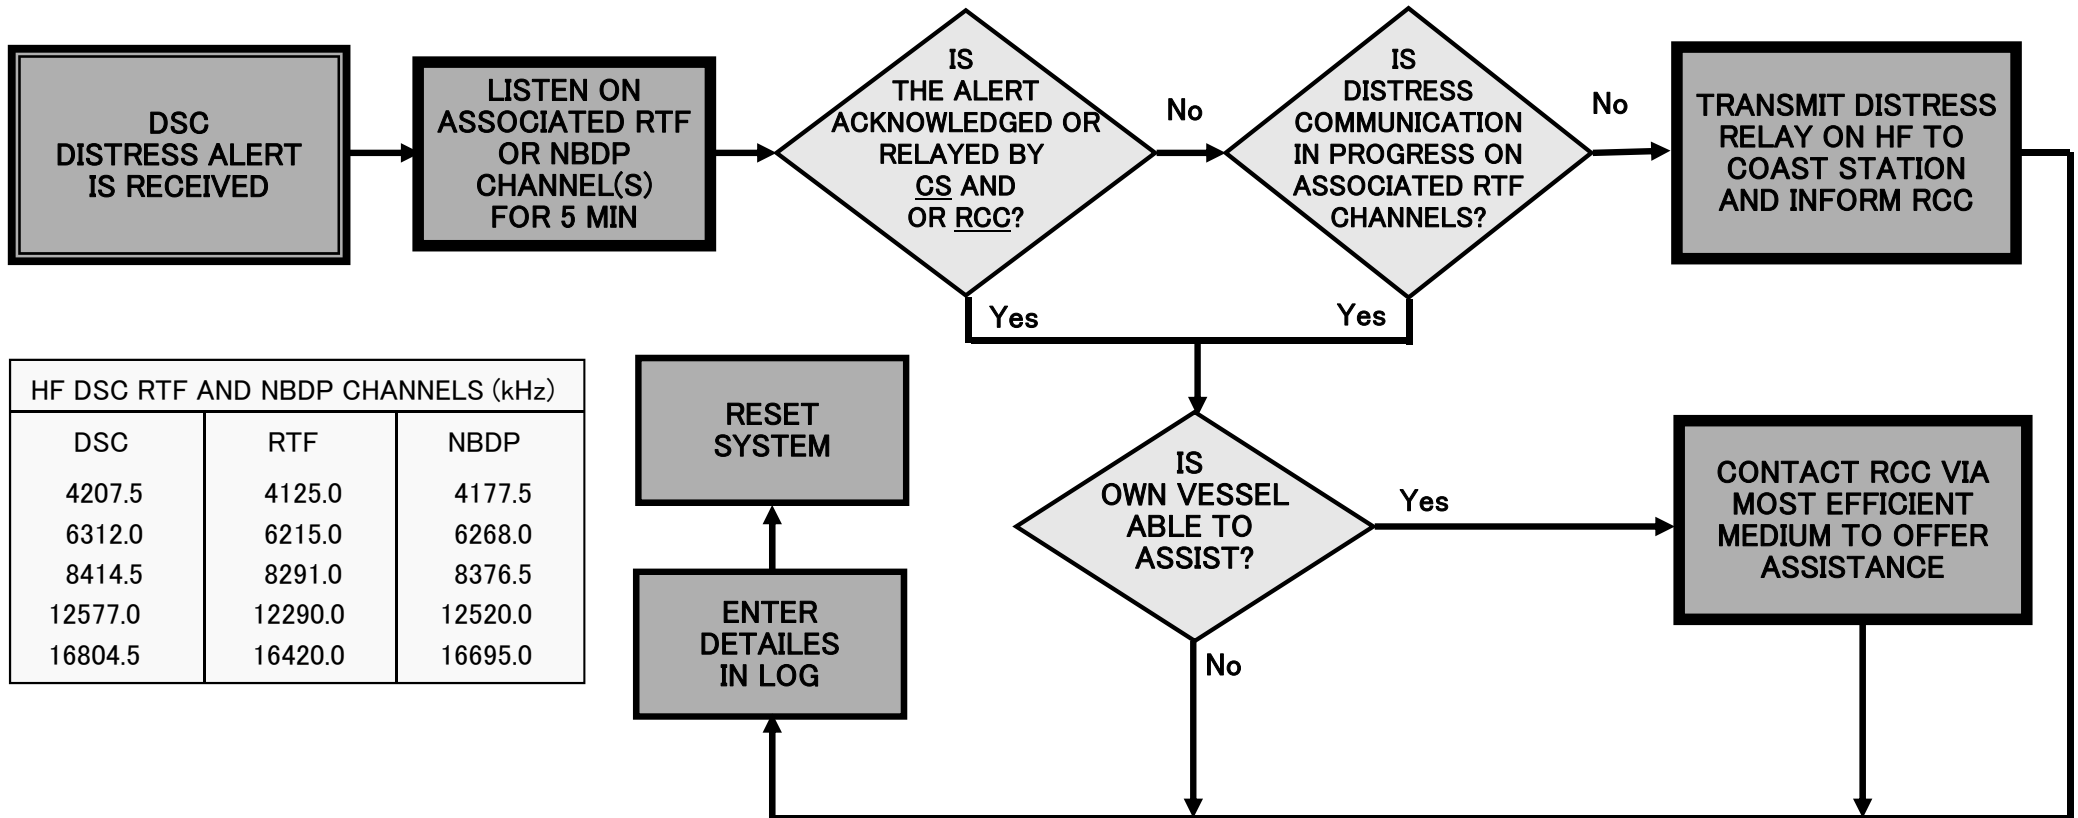 DSC
DISTRESS ALERT
IS RECEIVED
LISTEN ON
ASSOCIATED RTF
OR NBDP
CHANNEL(S)
FOR 5 MIN
IS
THE ALERT
ACKNOWLEDGED OR
RELAYED BY
CS AND
OR RCC?
No
Yes
IS
DISTRESS
COMMUNICATION
IN PROGRESS ON
ASSOCIATED RTF
CHANNELS?
No
Yes
TRANSMIT DISTRESS
RELAY ON HF TO
COAST STATION
AND INFORM RCC
HF DSC RTF AND NBDP CHANNELS (kHz)
DSC RTF NBDP
4207.5 4125.0 4177.5
6312.0 6215.0 6268.0
8414.5 8291.0 8376.5
12577.0 12290.0 12520.0
16804.5 16420.0 16695.0
RESET
SYSTEM
ENTER
DETAILES
IN LOG
IS
OWN VESSEL
ABLE TO
ASSIST?
Yes
No
CONTACT RCC VIA
MOST EFFICIENT
MEDIUM TO OFFER
ASSISTANCE